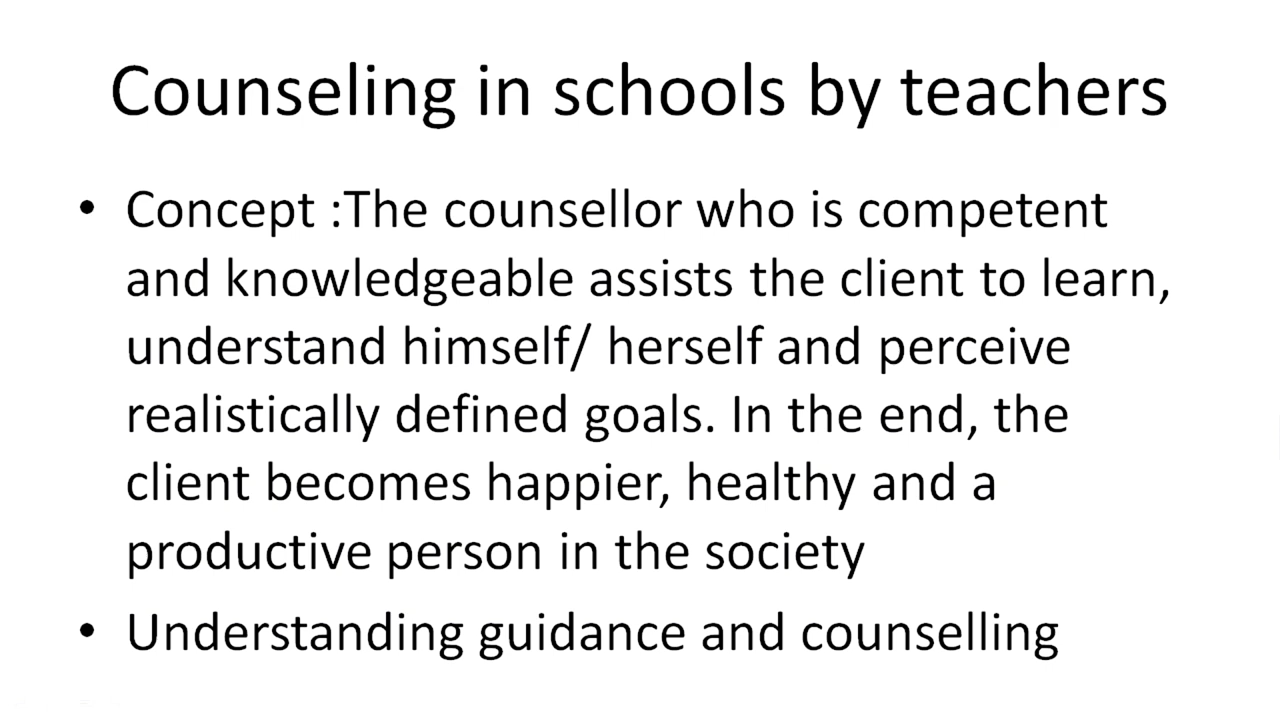 Counseling in schools by teachers
• Concept :The counsellor who is competent
and knowledgeable assists the client to learn,
understand himself/ herself and perceive
realistically defined goals. In the end, the
client becomes happier, healthy and a
productive person in the society
• Understanding guidance and counselling